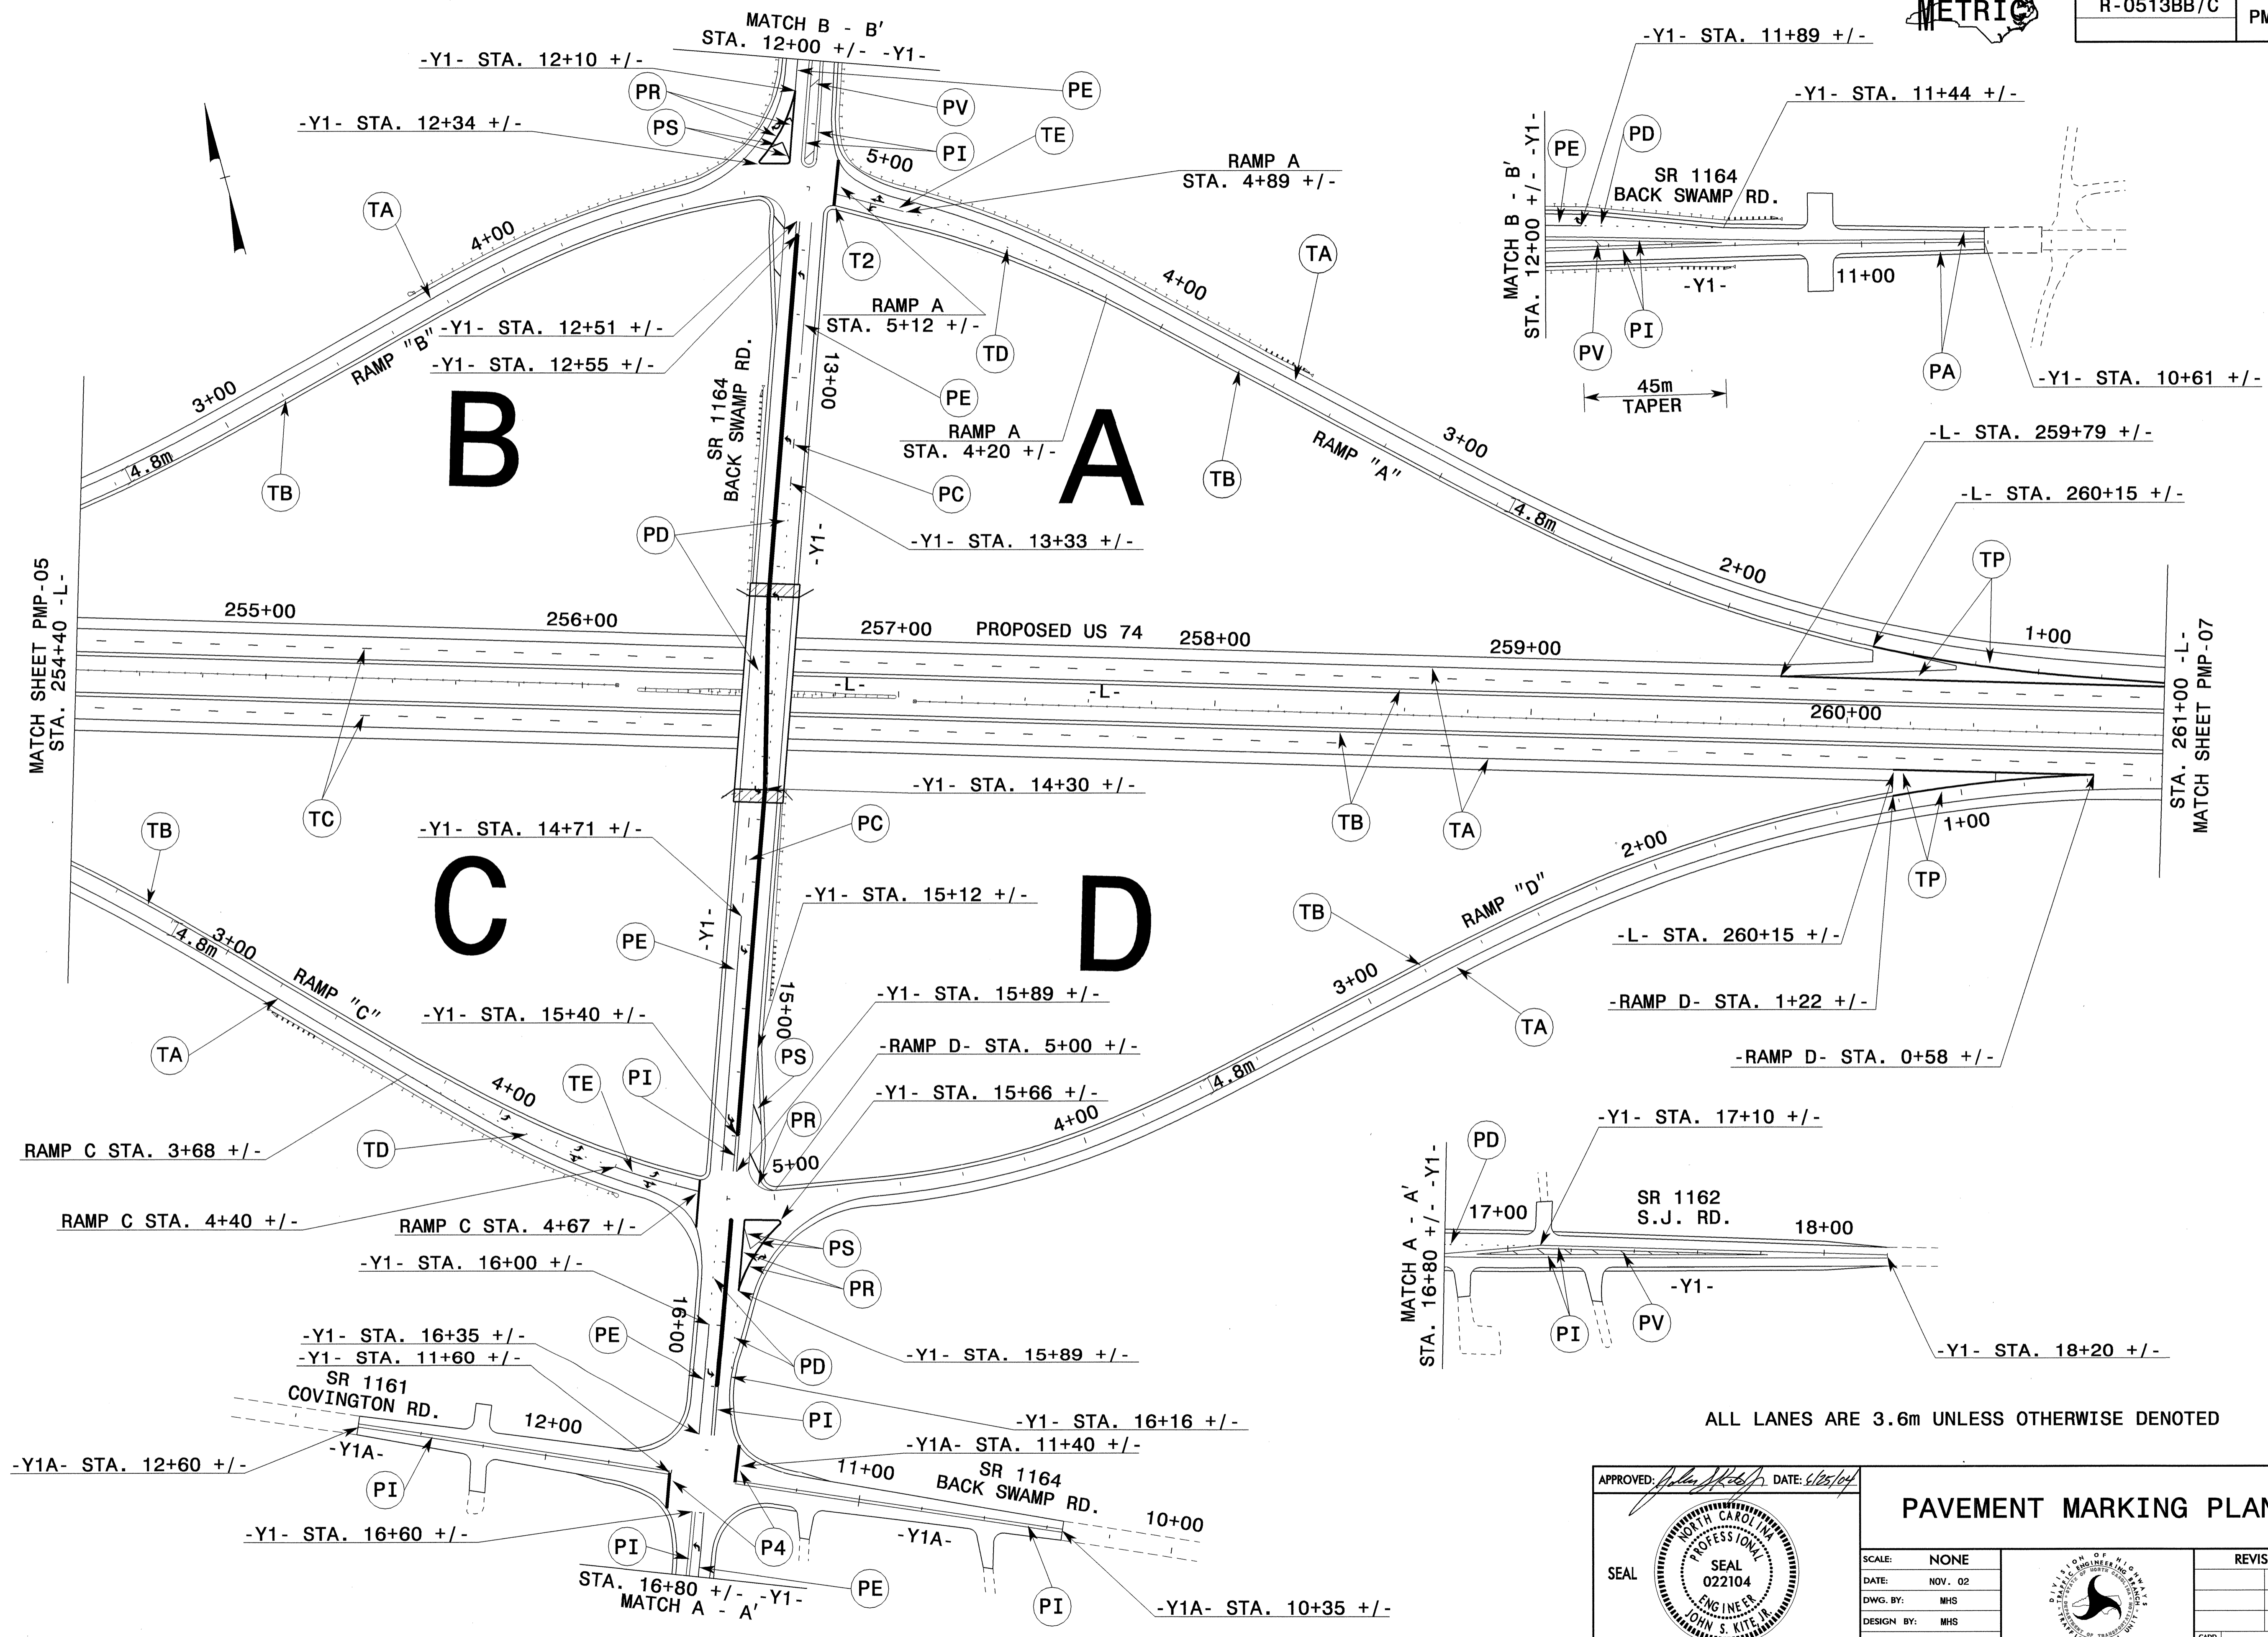 METRIC
R-0513BB/C
PM
MATCH B - B'
STA. 12+00 +/- -Y1-
-Y1- STA. 12+10 +/-
PR
PS
PE
PV
PI
TE
-Y1- STA. 12+34 +/-
5+00
RAMP A
STA. 4+89 +/-
TA
4+00
T2
4+00
TA
RAMP A
STA. 5+12 +/-
TD
-Y1- STA. 12+51 +/-
RAMP "B"
-Y1- STA. 12+55 +/-
3+00
SR 1164
BACK SWAMP RD.
13+00
PE
RAMP A
STA. 4+20 +/-
B
A
4.8m
TB
PC
TB
RAMP "A"
3+00
4.8m
PD
-Y1-
-Y1- STA. 13+33 +/-
-Y1- STA. 11+89 +/-
-Y1- STA. 11+44 +/-
MATCH B - B'
STA. 12+00 +/- -Y1-
PE
PD
SR 1164
BACK SWAMP RD.
-Y1-
11+00
PV
PI
PA
45m
TAPER
-Y1- STA. 10+61 +/-
-L- STA. 259+79 +/-
-L- STA. 260+15 +/-
TP
2+00
1+00
MATCH SHEET PMP-05
STA. 254+40 -L-
255+00
256+00
257+00
PROPOSED US 74
258+00
259+00
-L-
-L-
260+00
STA. 261+00 -L-
MATCH SHEET PMP-07
TC
TB
TA
-Y1- STA. 14+30 +/-
TB
-Y1- STA. 14+71 +/-
PC
C
D
-Y1- STA. 15+12 +/-
1+00
2+00
TP
RAMP "D"
TB
-L- STA. 260+15 +/-
-RAMP D- STA. 1+22 +/-
-RAMP D- STA. 0+58 +/-
3+00
TA
4.8m
3+00
RAMP "C"
PE
-Y1-
15+00
-Y1- STA. 15+89 +/-
-Y1- STA. 15+40 +/-
TA
PS
-RAMP D- STA. 5+00 +/-
4.8m
4+00
TE
PI
-Y1- STA. 15+66 +/-
PR
4+00
RAMP C STA. 3+68 +/-
TD
5+00
RAMP C STA. 4+40 +/-
RAMP C STA. 4+67 +/-
PS
-Y1- STA. 16+00 +/-
PR
16+00
-Y1- STA. 16+35 +/-
PE
PD
-Y1- STA. 15+89 +/-
-Y1- STA. 11+60 +/-
SR 1161
COVINGTON RD.
12+00
PI
-Y1- STA. 16+16 +/-
-Y1A- STA. 11+40 +/-
-Y1A-
-Y1A- STA. 12+60 +/-
PI
11+00
SR 1164
BACK SWAMP RD.
10+00
-Y1- STA. 16+60 +/-
PI
P4
-Y1A-
PE
PI
STA. 16+80 +/- -Y1-
MATCH A - A'
-Y1A- STA. 10+35 +/-
-Y1- STA. 17+10 +/-
PD
MATCH A - A'
STA. 16+80 +/- -Y1-
17+00
SR 1162
S.J. RD.
18+00
-Y1-
PI
PV
-Y1- STA. 18+20 +/-
ALL LANES ARE 3.6m UNLESS OTHERWISE DENOTED
APPROVED: DATE: 6/25/04
SEAL
NORTH CAROLINA
PROFESSIONAL
SEAL
022104
ENGINEER
JOHN S. KITE, JR.
PAVEMENT MARKING PLAN
SCALE: NONE
DATE: NOV. 02
DWG. BY: MHS
DESIGN BY: MHS
DIVISION OF HIGHWAYS
REVIS